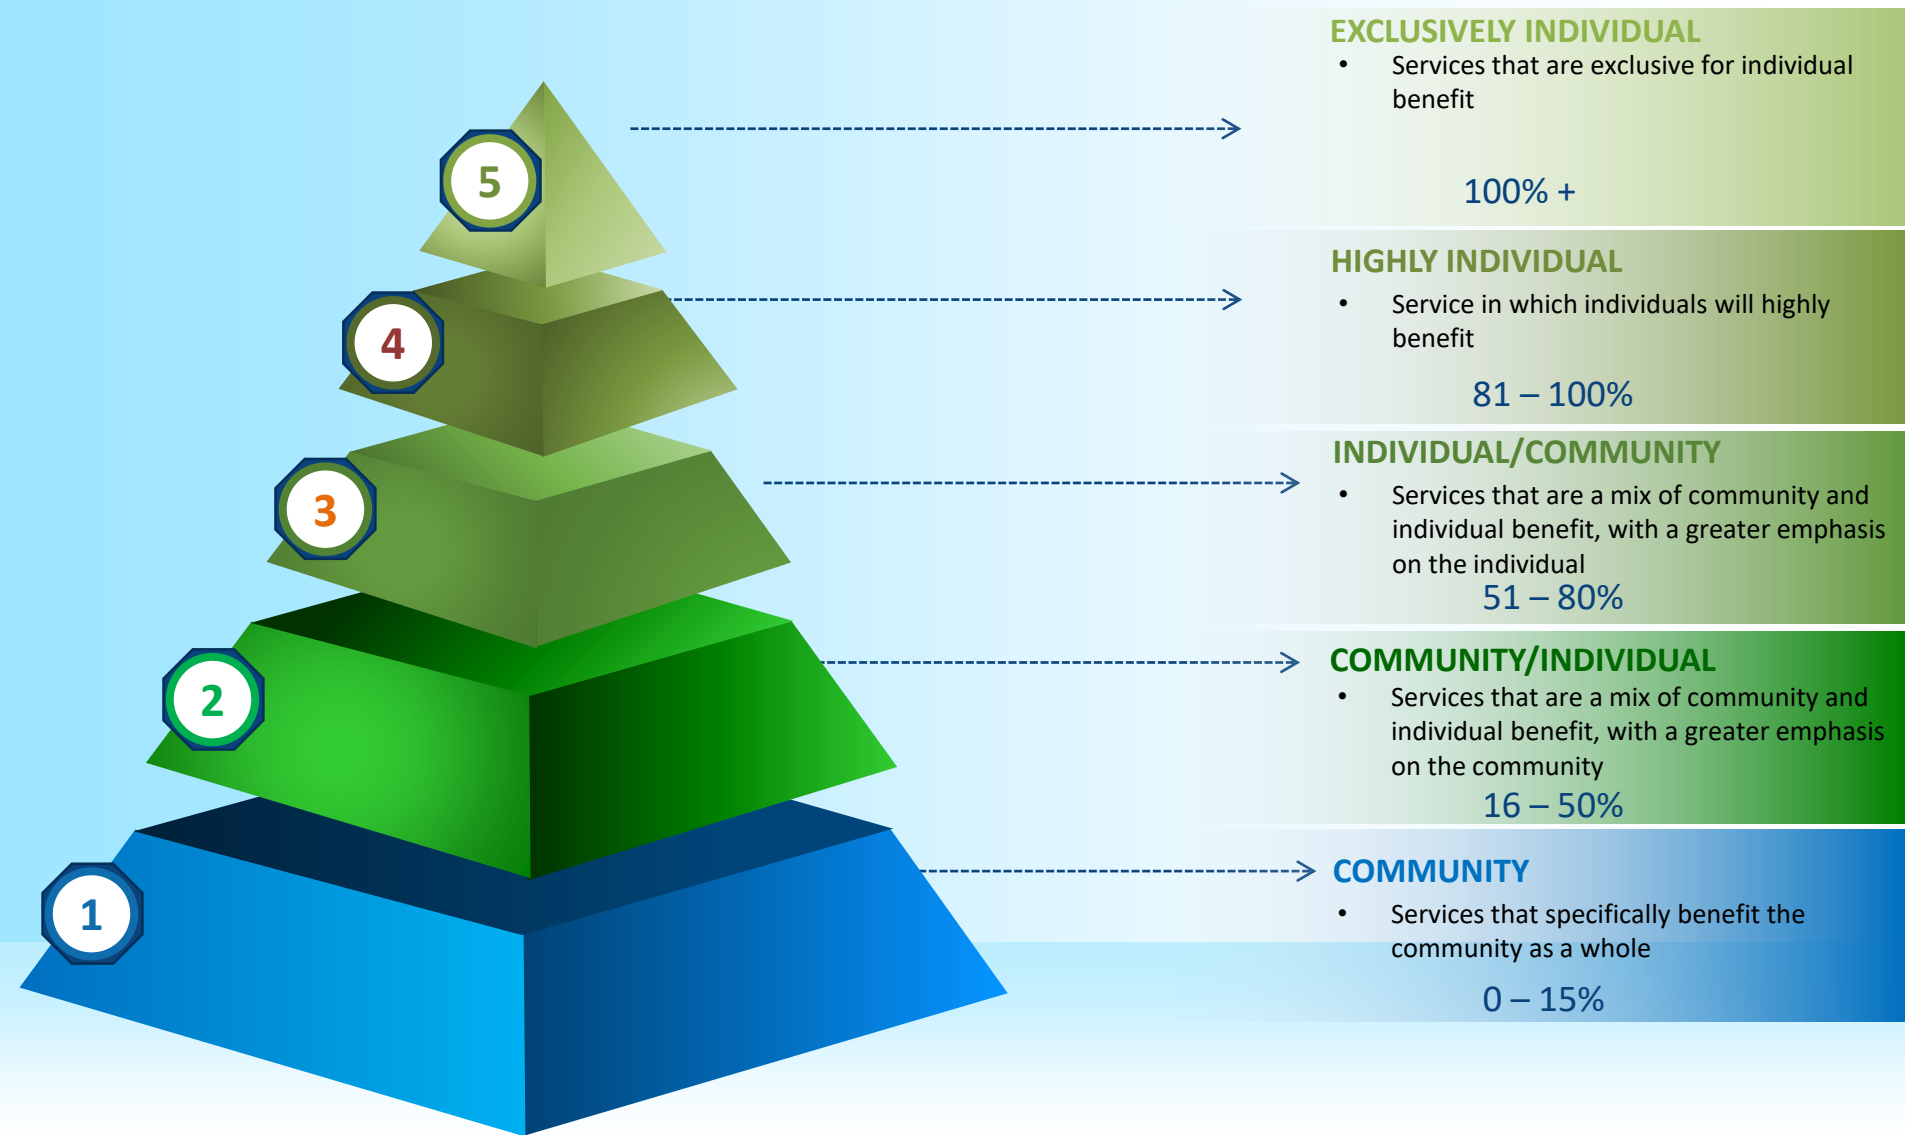 EXCLUSIVELY INDIVIDUAL
• Services that are exclusive for individual
benefit
100% +
5
HIGHLY INDIVIDUAL
• Service in which individuals will highly
benefit
81 – 100%
4
INDIVIDUAL/COMMUNITY
• Services that are a mix of community and
individual benefit, with a greater emphasis
on the individual
51 – 80%
3
COMMUNITY/INDIVIDUAL
• Services that are a mix of community and
individual benefit, with a greater emphasis
on the community
16 – 50%
2
COMMUNITY
• Services that specifically benefit the
community as a whole
0 – 15%
1